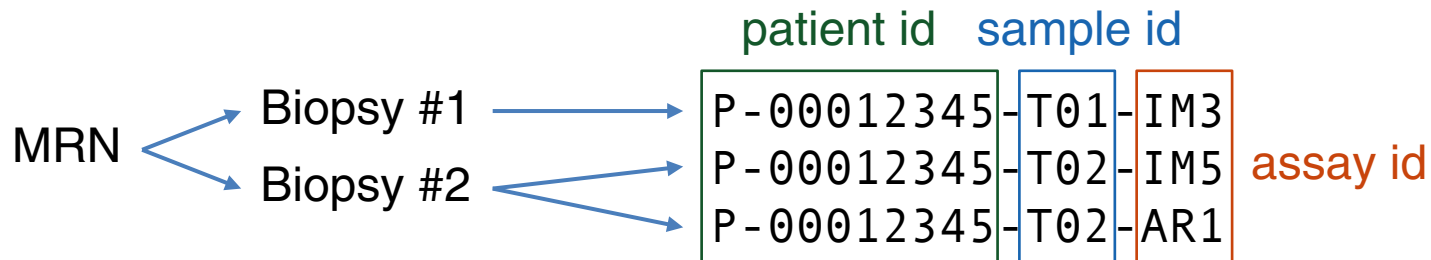 patient id sample id
MRN
Biopsy #1
Biopsy #2
P-00012345-T01-IM3
P-00012345-T02-IM5
P-00012345-T02-AR1
assay id